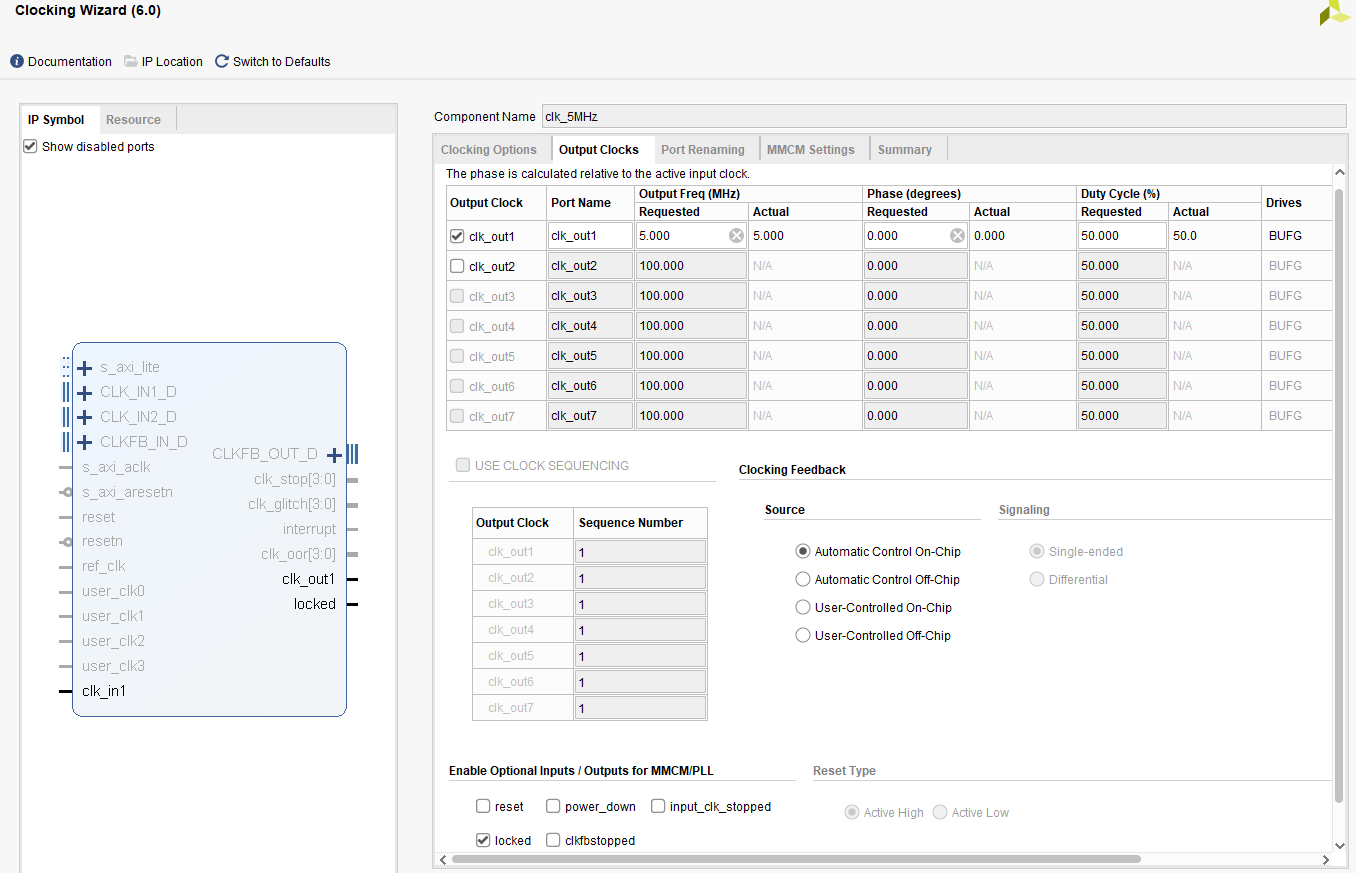 Clocking Wizard (6.0)
Documentation IP Location Switch to Defaults
IP Symbol Resource
Show disabled ports
s_axi_lite
CLK_IN1_D
CLK_IN2_D
CLKFB_IN_D
s_axi_aclk
s_axi_aresetn
reset
resetn
ref_clk
user_clk0
user_clk1
user_clk2
user_clk3
clk_in1
CLKFB_OUT_D
clk_stop[3:0]
clk_glitch[3:0]
interrupt
clk_oor[3:0]
clk_out1
locked
Component Name clk_5MHz
Clocking Options Output Clocks Port Renaming MMCM Settings Summary
The phase is calculated relative to the active input clock.
Output Clock Port Name Output Freq (MHz) Phase (degrees) Duty Cycle (%) Drives
Requested Actual Requested Actual Requested Actual
clk_out1 clk_out1 5.000 5.000 0.000 0.000 50.000 50.0 BUFG
clk_out2 clk_out2 100.000 N/A 0.000 N/A 50.000 N/A BUFG
clk_out3 clk_out3 100.000 N/A 0.000 N/A 50.000 N/A BUFG
clk_out4 clk_out4 100.000 N/A 0.000 N/A 50.000 N/A BUFG
clk_out5 clk_out5 100.000 N/A 0.000 N/A 50.000 N/A BUFG
clk_out6 clk_out6 100.000 N/A 0.000 N/A 50.000 N/A BUFG
clk_out7 clk_out7 100.000 N/A 0.000 N/A 50.000 N/A BUFG
USE CLOCK SEQUENCING
Output Clock Sequence Number
clk_out1 1
clk_out2 1
clk_out3 1
clk_out4 1
clk_out5 1
clk_out6 1
clk_out7 1
Clocking Feedback
Source Signaling
Automatic Control On-Chip Single-ended
Automatic Control Off-Chip Differential
User-Controlled On-Chip
User-Controlled Off-Chip
Enable Optional Inputs / Outputs for MMCM/PLL
reset power_down input_clk_stopped
locked clkfbstopped
Reset Type
Active High Active Low